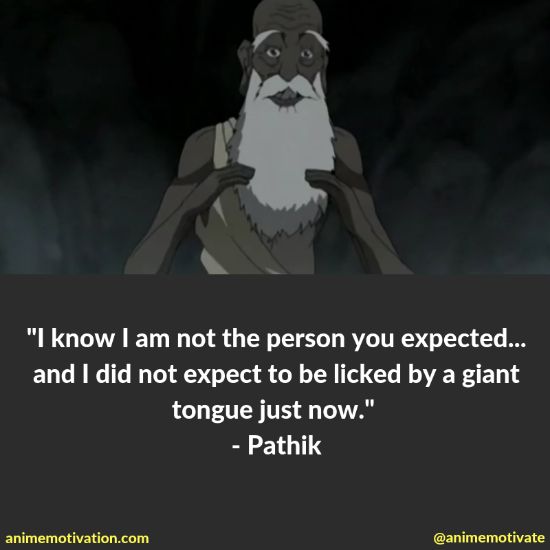 "I know I am not the person you expected...
and I did not expect to be licked by a giant
tongue just now."
- Pathik
animemotivation.com
@animemotivate